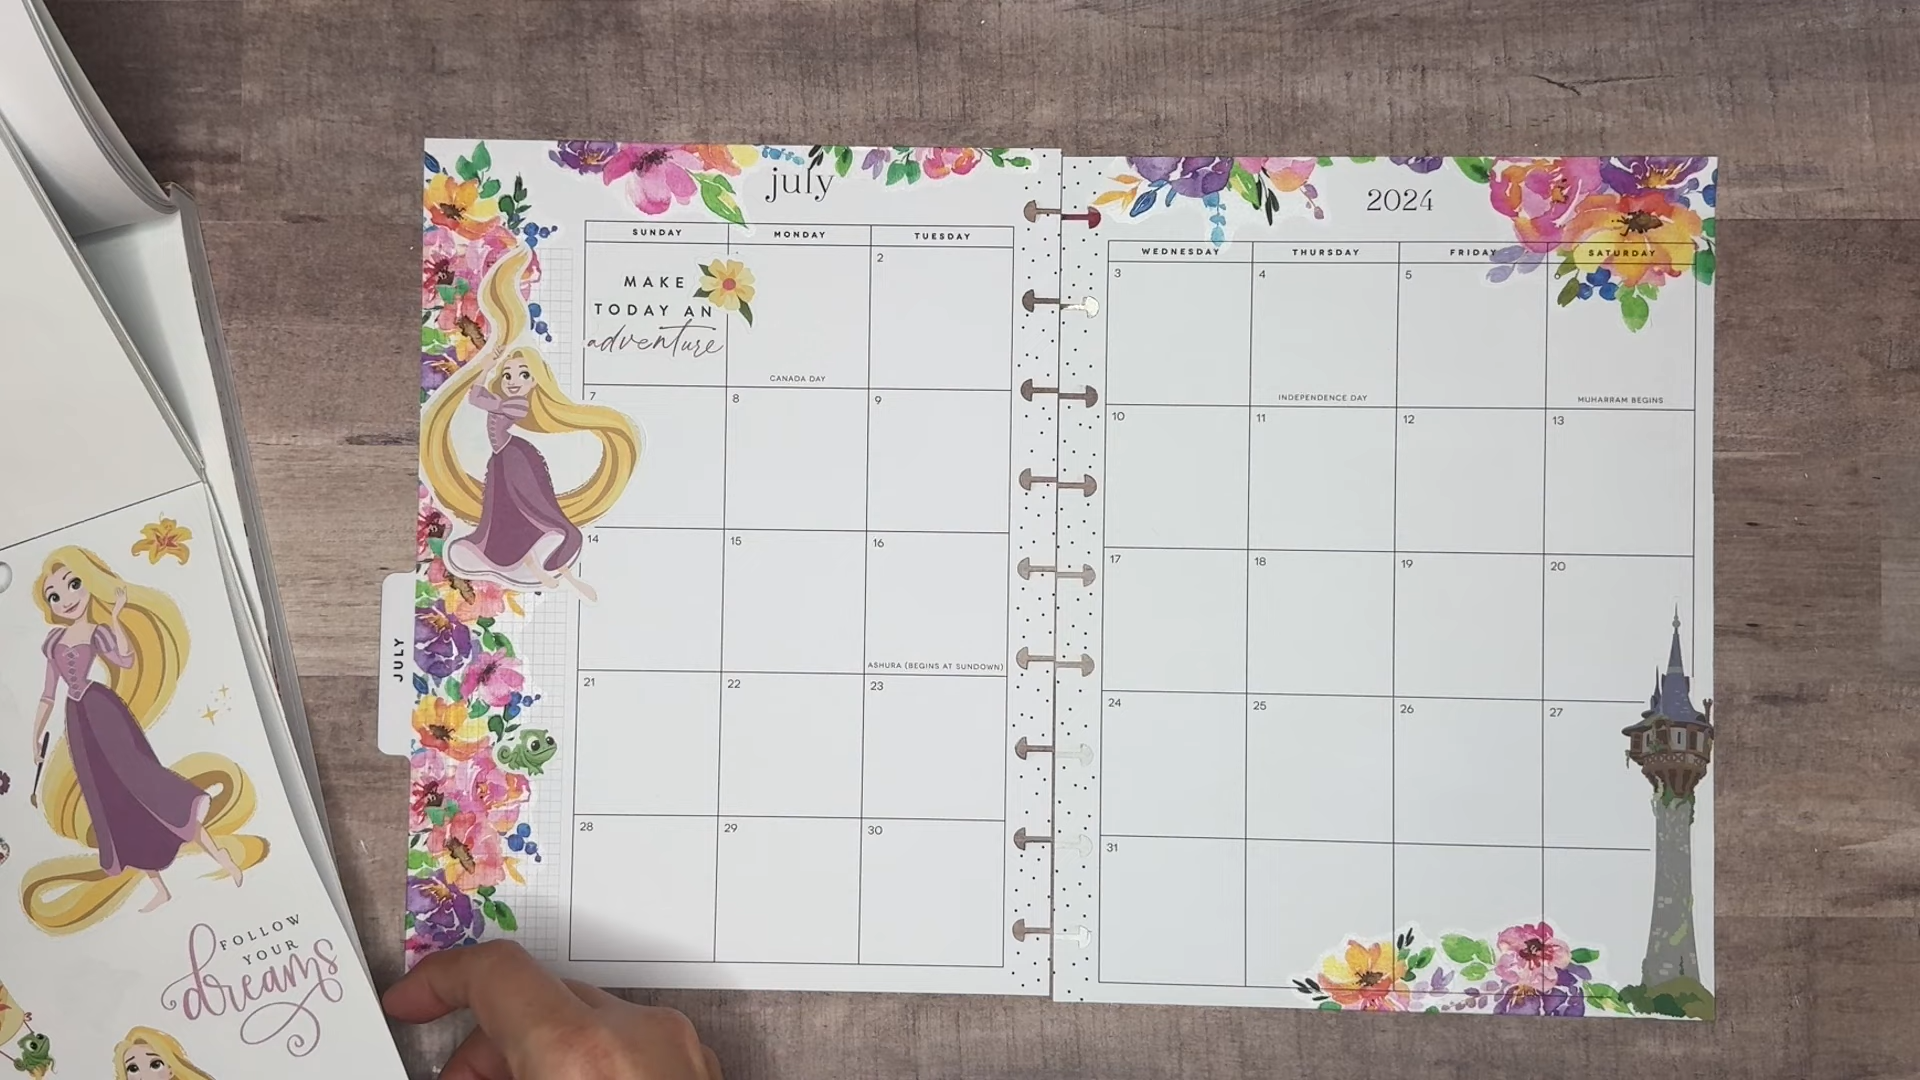 july
2024
SUNDAY MONDAY TUESDAY
WEDNESDAY THURSDAY FRIDAY SATURDAY
MAKE
TODAY AN
adventure
2
CANADA DAY
3 4 5 6
INDEPENDENCE DAY
MUHARRAM BEGINS
7 8 9
10 11 12 13
14 15 16
ASHURA (BEGINS AT SUNDOWN)
17 18 19 20
21 22 23
24 25 26 27
28 29 30
31
JULY
FOLLOW
YOUR
dreams